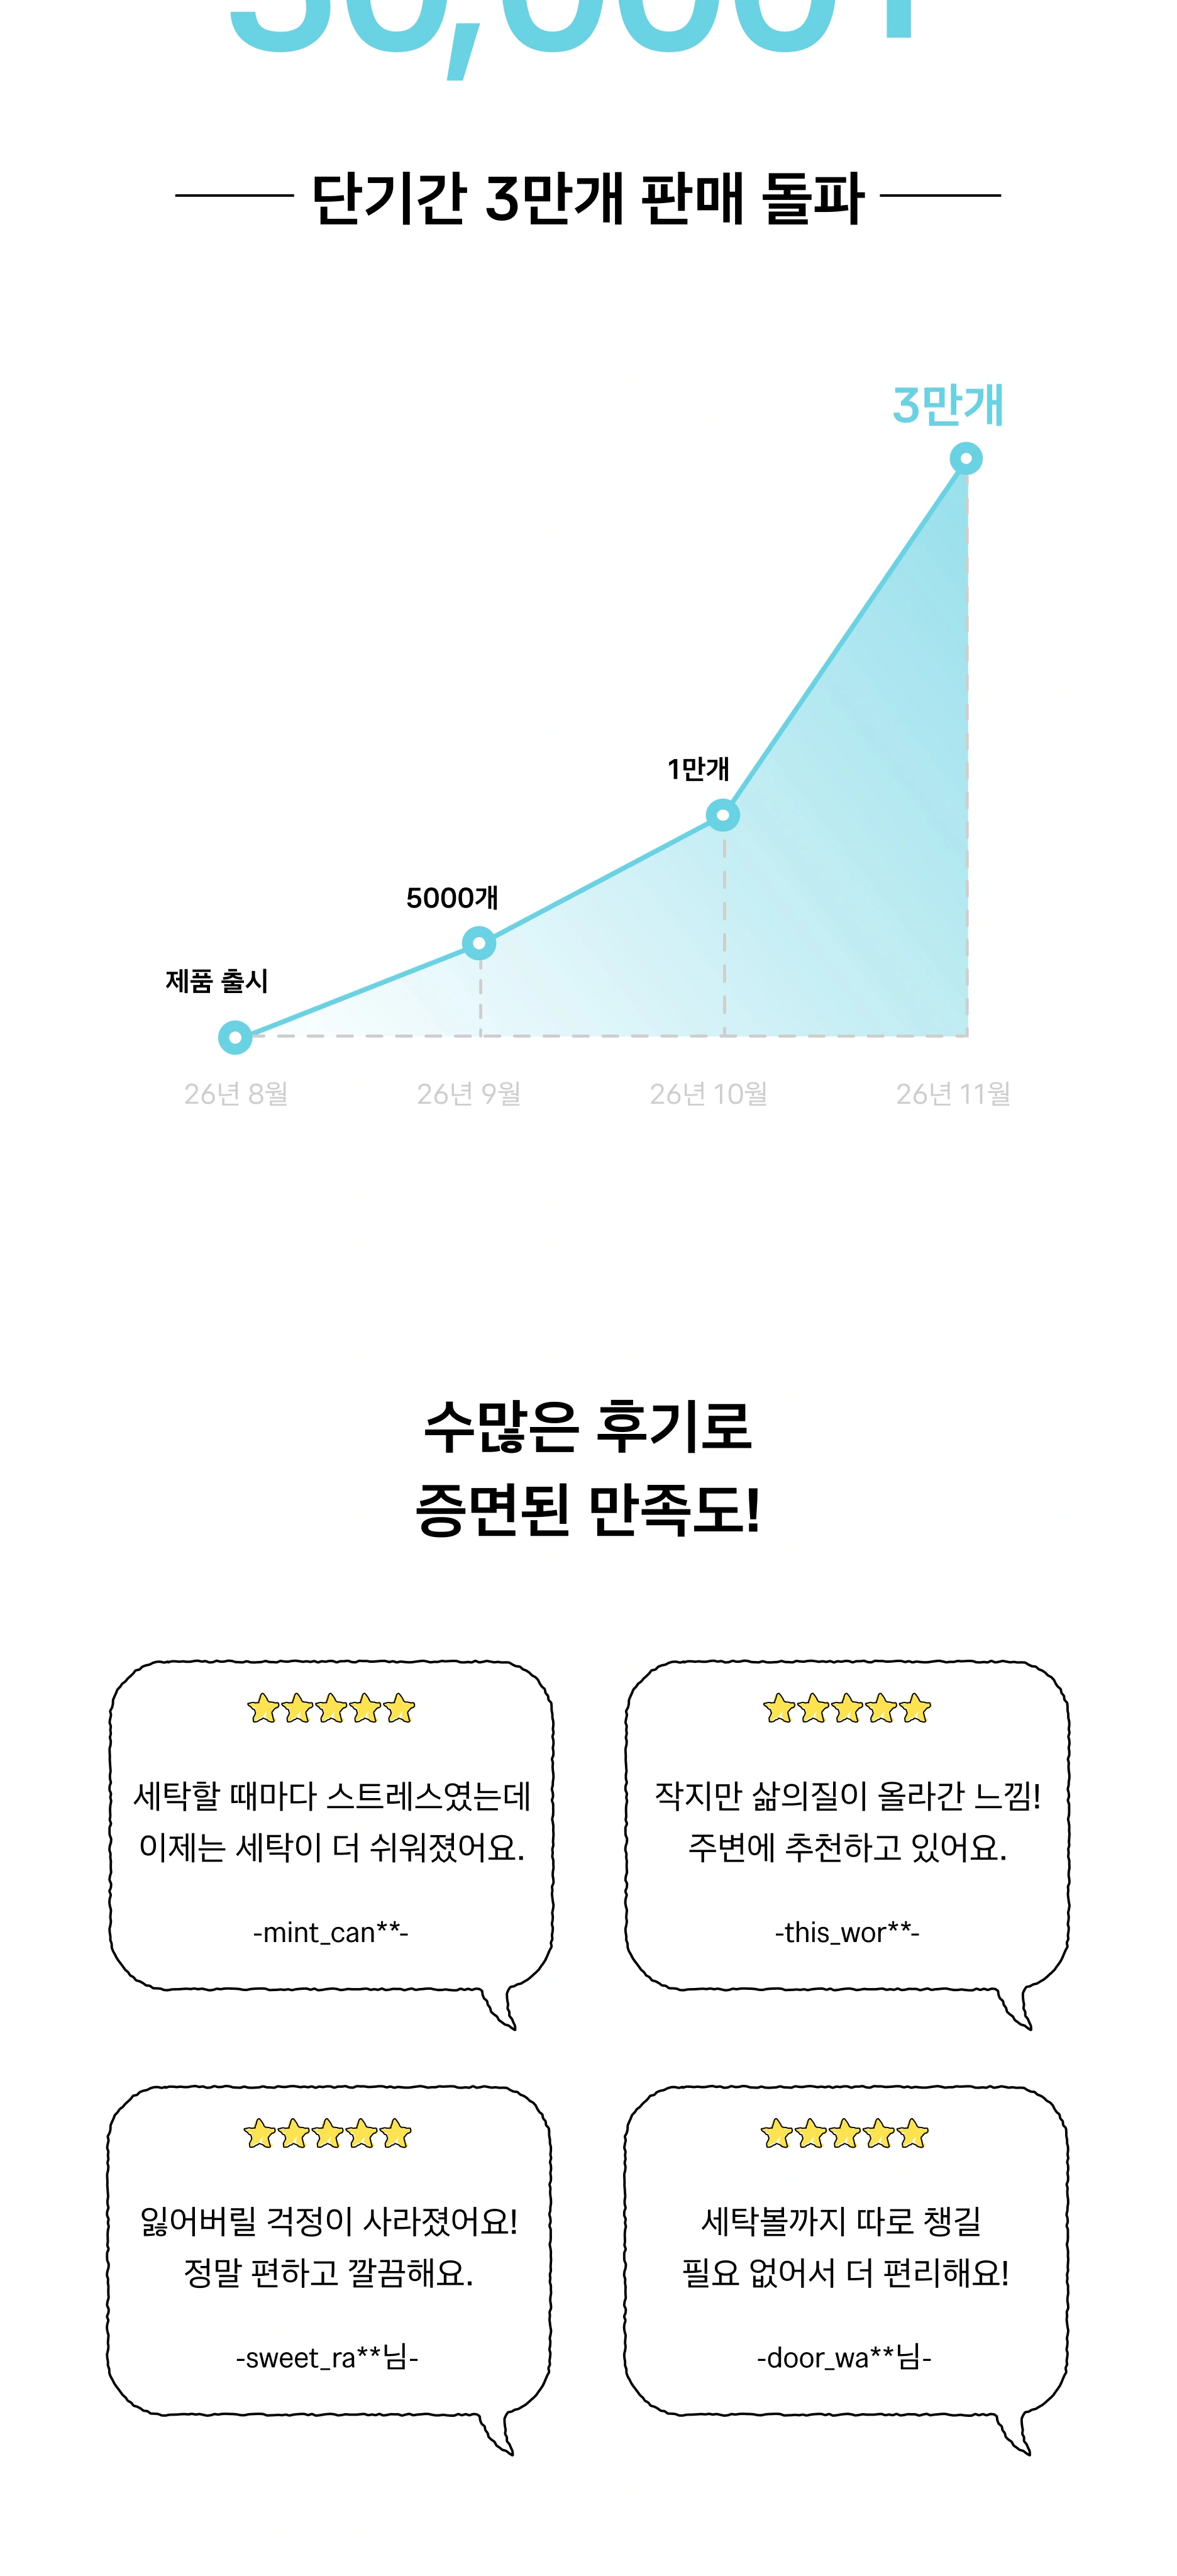 30,000+
단기간 3만개 판매 돌파
3만개
1만개
5000개
제품 출시
26년 8월 26년 9월 26년 10월 26년 11월
수많은 후기로
증면된 만족도!
세탁할 때마다 스트레스였는데
이제는 세탁이 더 쉬워졌어요.
-mint_can**-
작지만 삶의질이 올라간 느낌!
주변에 추천하고 있어요.
-this_wor**-
잃어버릴 걱정이 사라졌어요!
정말 편하고 깔끔해요.
-sweet_ra**님-
세탁볼까지 따로 챙길
필요 없어서 더 편리해요!
-door_wa**님-